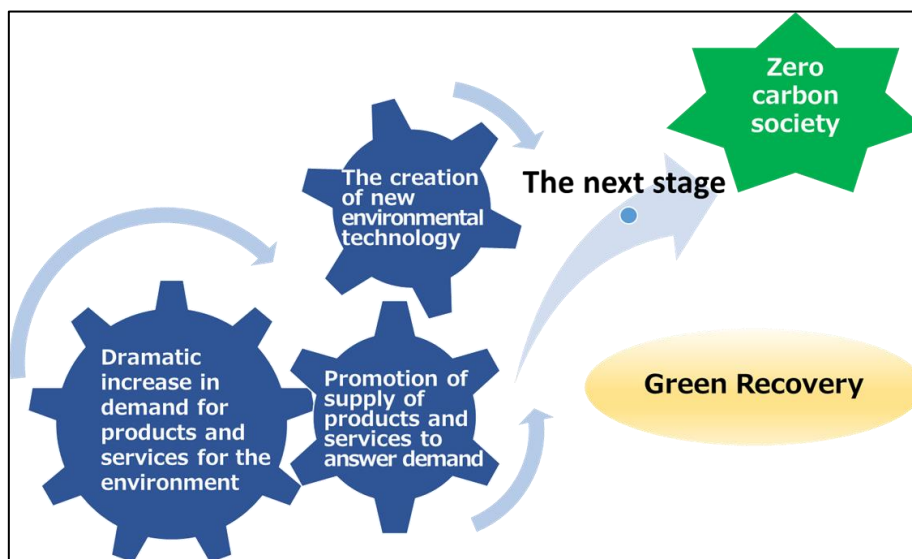 Zero
carbon
society
The creation
of new
environmental
technology
The next stage
Dramatic
increase in
demand for
products and
services for the
environment
Promotion of
supply of
products and
services to
answer demand
Green Recovery